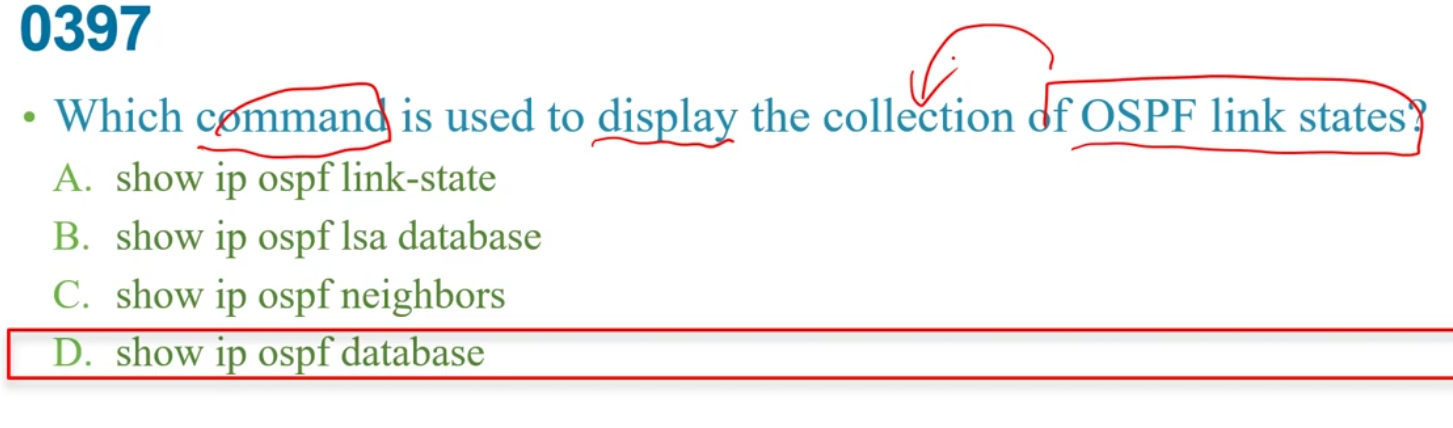 0397
• Which command is used to display the collection of OSPF link states?
A. show ip ospf link-state
B. show ip ospf lsa database
C. show ip ospf neighbors
D. show ip ospf database